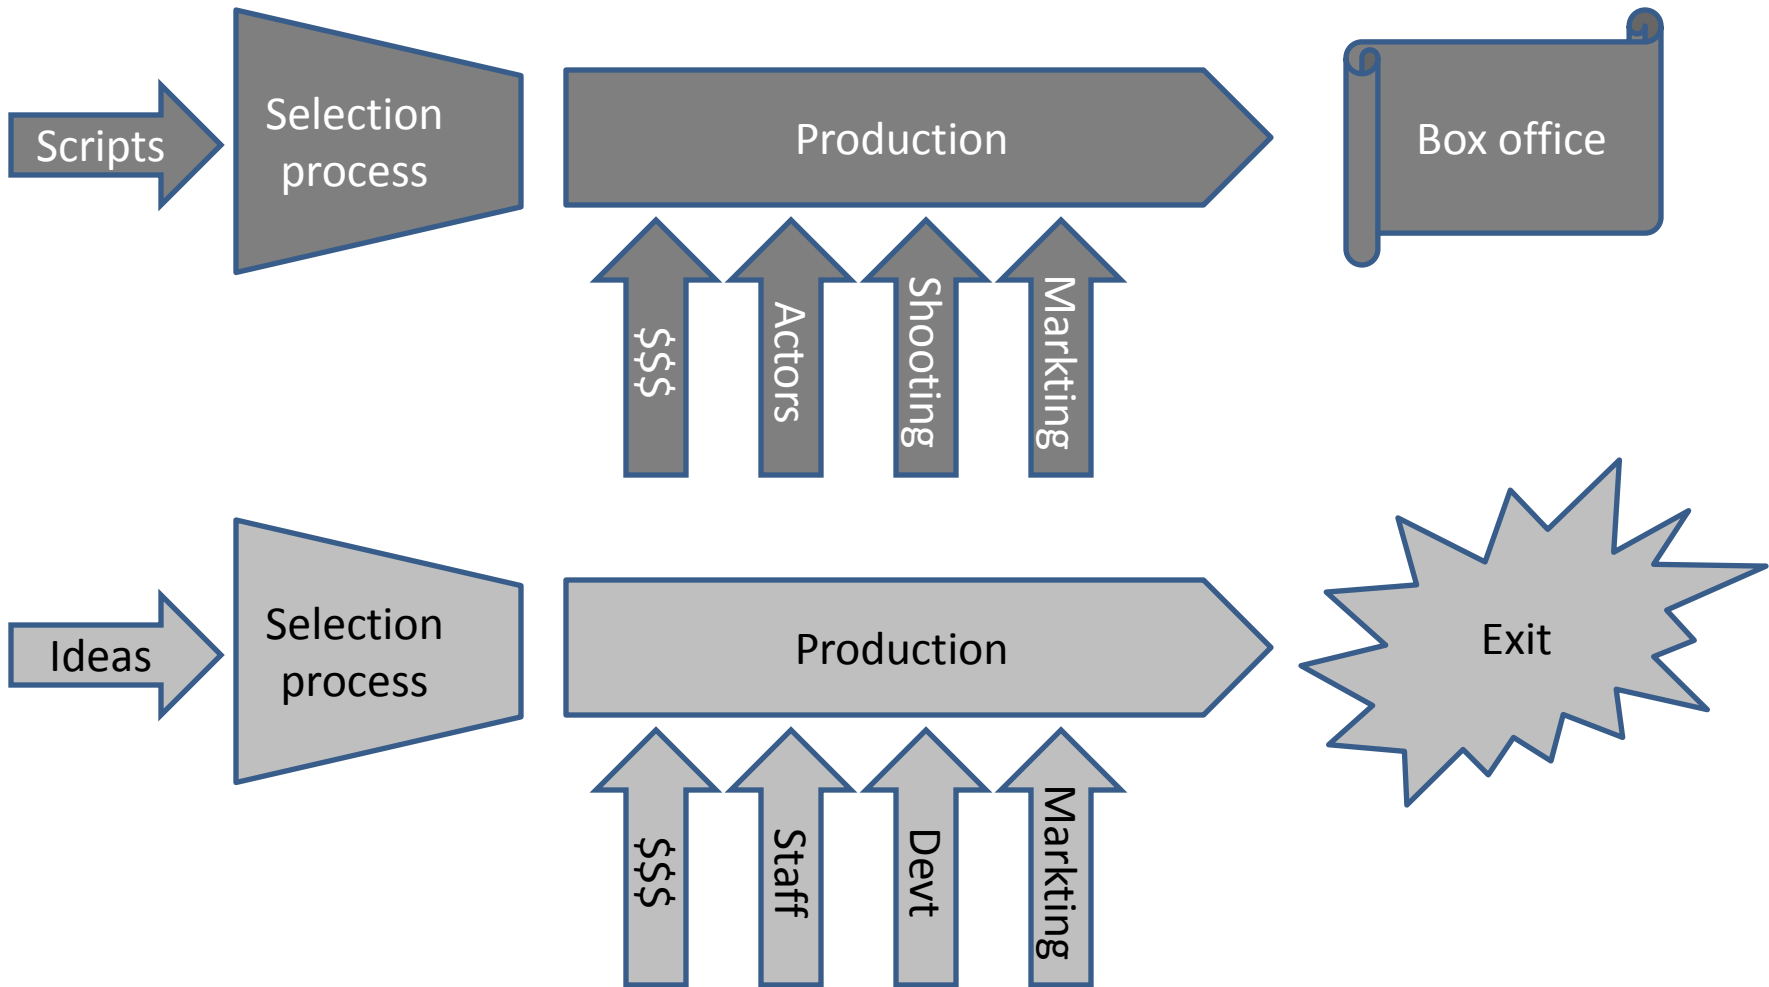 Scripts
Selection
process
Production
Box office
$$$
Actors
Shooting
Markting
Ideas
Selection
process
Production
Exit
$$$
Staff
Devt
Markting